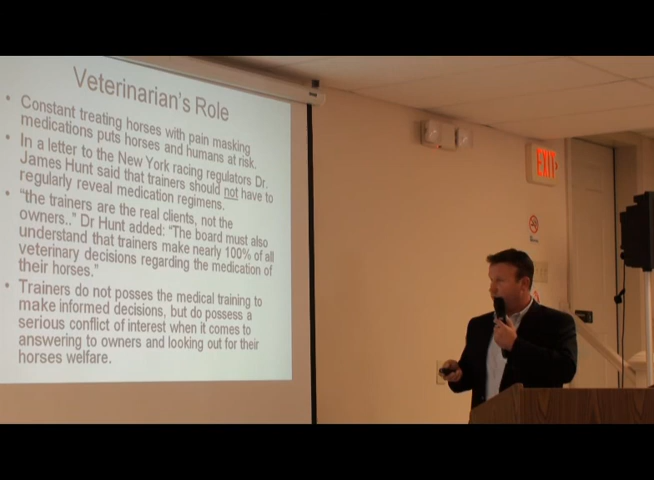 Veterinarian's Role
• Constant treating horses with pain masking
medications puts horses and humans at risk.
• In a letter to the New York racing regulators Dr.
James Hunt said that trainers should not have to
regularly reveal medication regimens.
• "the trainers are the real clients, not the
owners.." Dr Hunt added: "The board must also
understand that trainers make nearly 100% of all
veterinary decisions regarding the medication of
their horses."
• Trainers do not posses the medical training to
make informed decisions, but do possess a
serious conflict of interest when it comes to
answering to owners and looking out for their
horses welfare.
EXIT